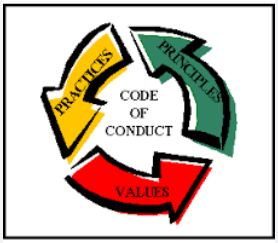 PRACTICES
PRINCIPLES
CODE
OF
CONDUCT
VALUES